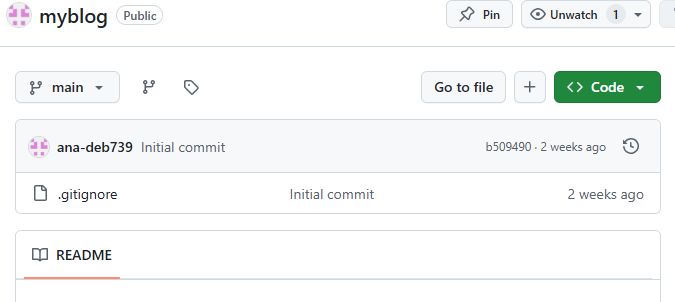 myblog Public Pin Unwatch 1
main Go to file + Code
ana-deb739 Initial commit b509490 · 2 weeks ago
.gitignore Initial commit 2 weeks ago
README